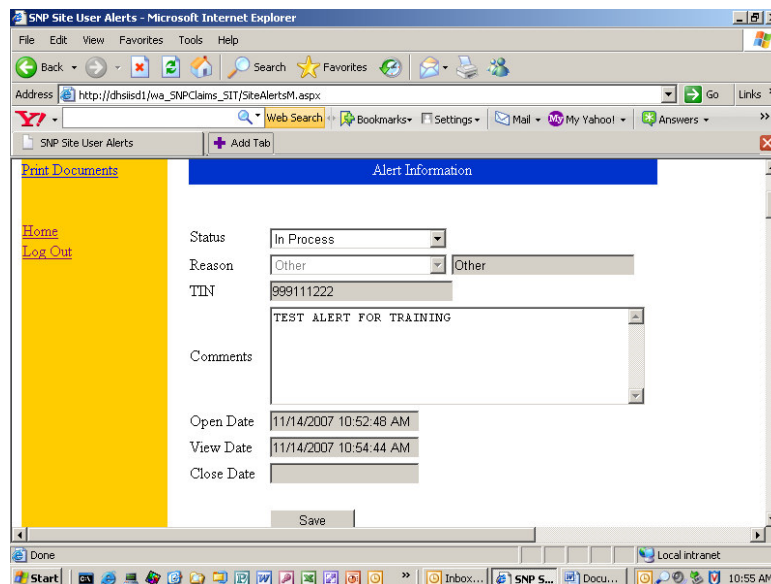 SNP Site User Alerts - Microsoft Internet Explorer
File Edit View Favorites Tools Help
Back Search Favorites
Address http://dhsiisd1/wa_SNPClaims_SIT/SiteAlertsM.aspx Go Links
Y! Web Search Bookmarks Settings Mail My My Yahoo! Answers »
SNP Site User Alerts Add Tab
Print Documents Alert Information
Home
Log Out
Status In Process
Reason Other Other
TIN 999111222
Comments TEST ALERT FOR TRAINING
Open Date 11/14/2007 10:52:48 AM
View Date 11/14/2007 10:54:44 AM
Close Date
Save
Done Local intranet
Start » Inbox... SNP S... Docu... 10:55 AM